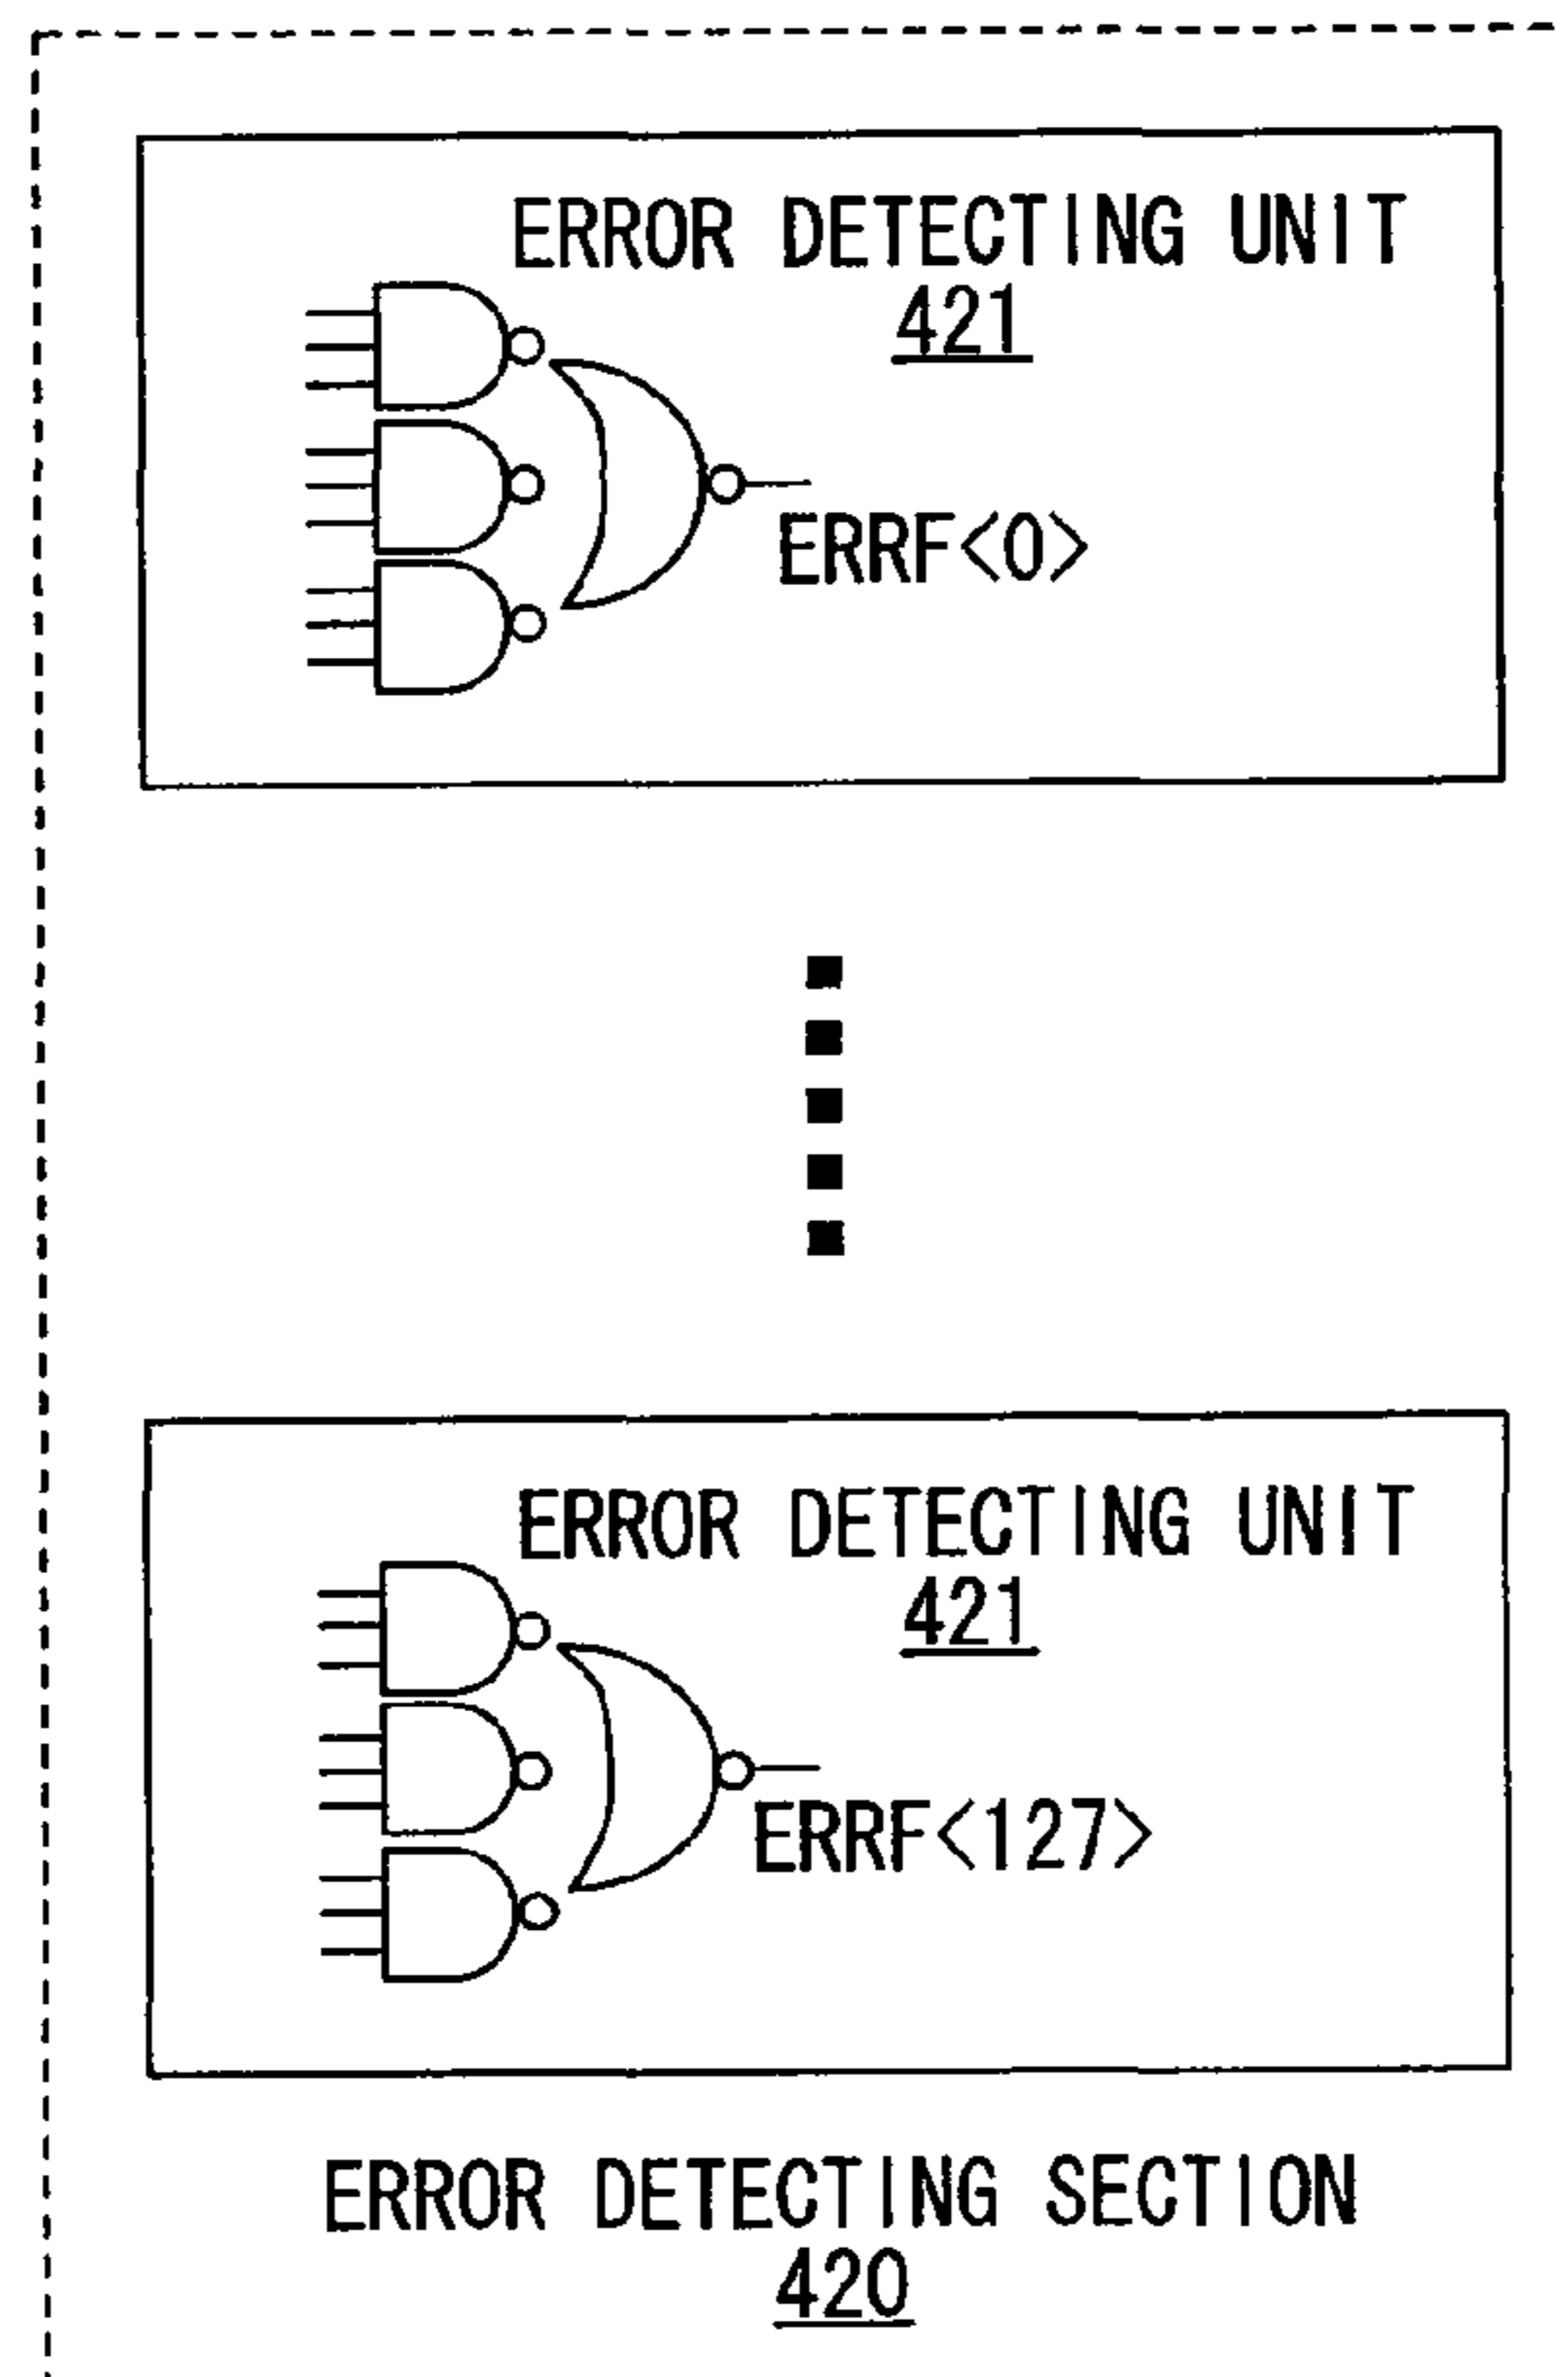 ERROR DETECTING UNIT
421
ERRF<0>
ERROR DETECTING UNIT
421
ERRF<127>
ERROR DETECTING SECTION
420